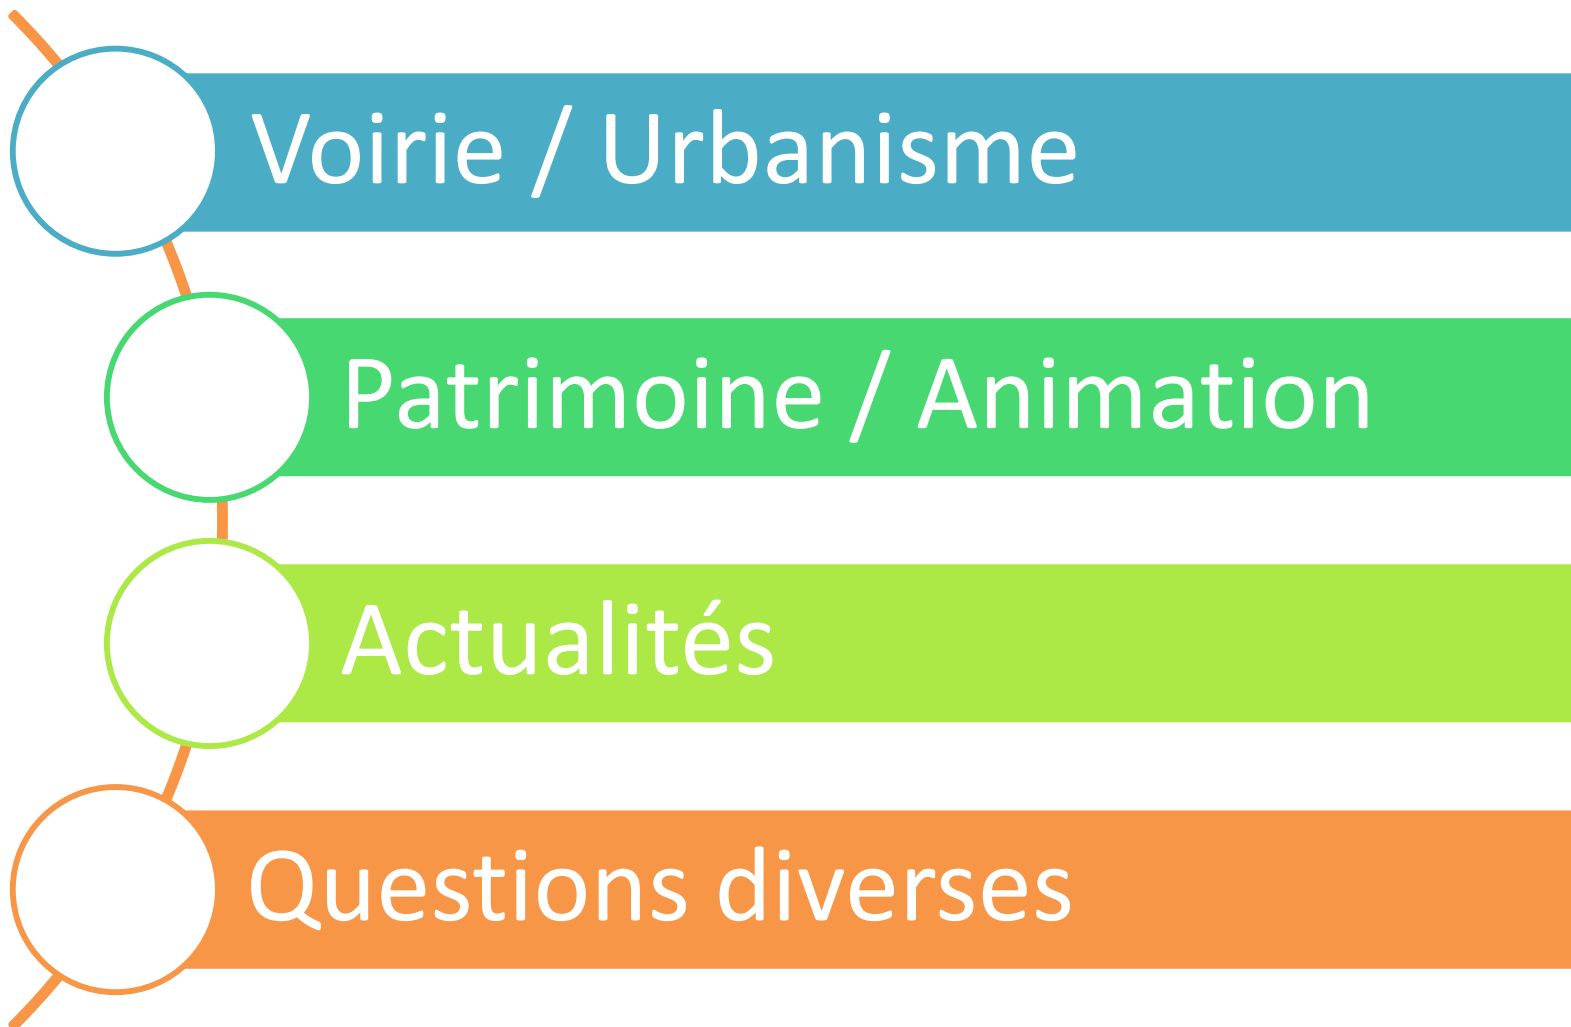 Voirie / Urbanisme
Patrimoine / Animation
Actualités
Questions diverses